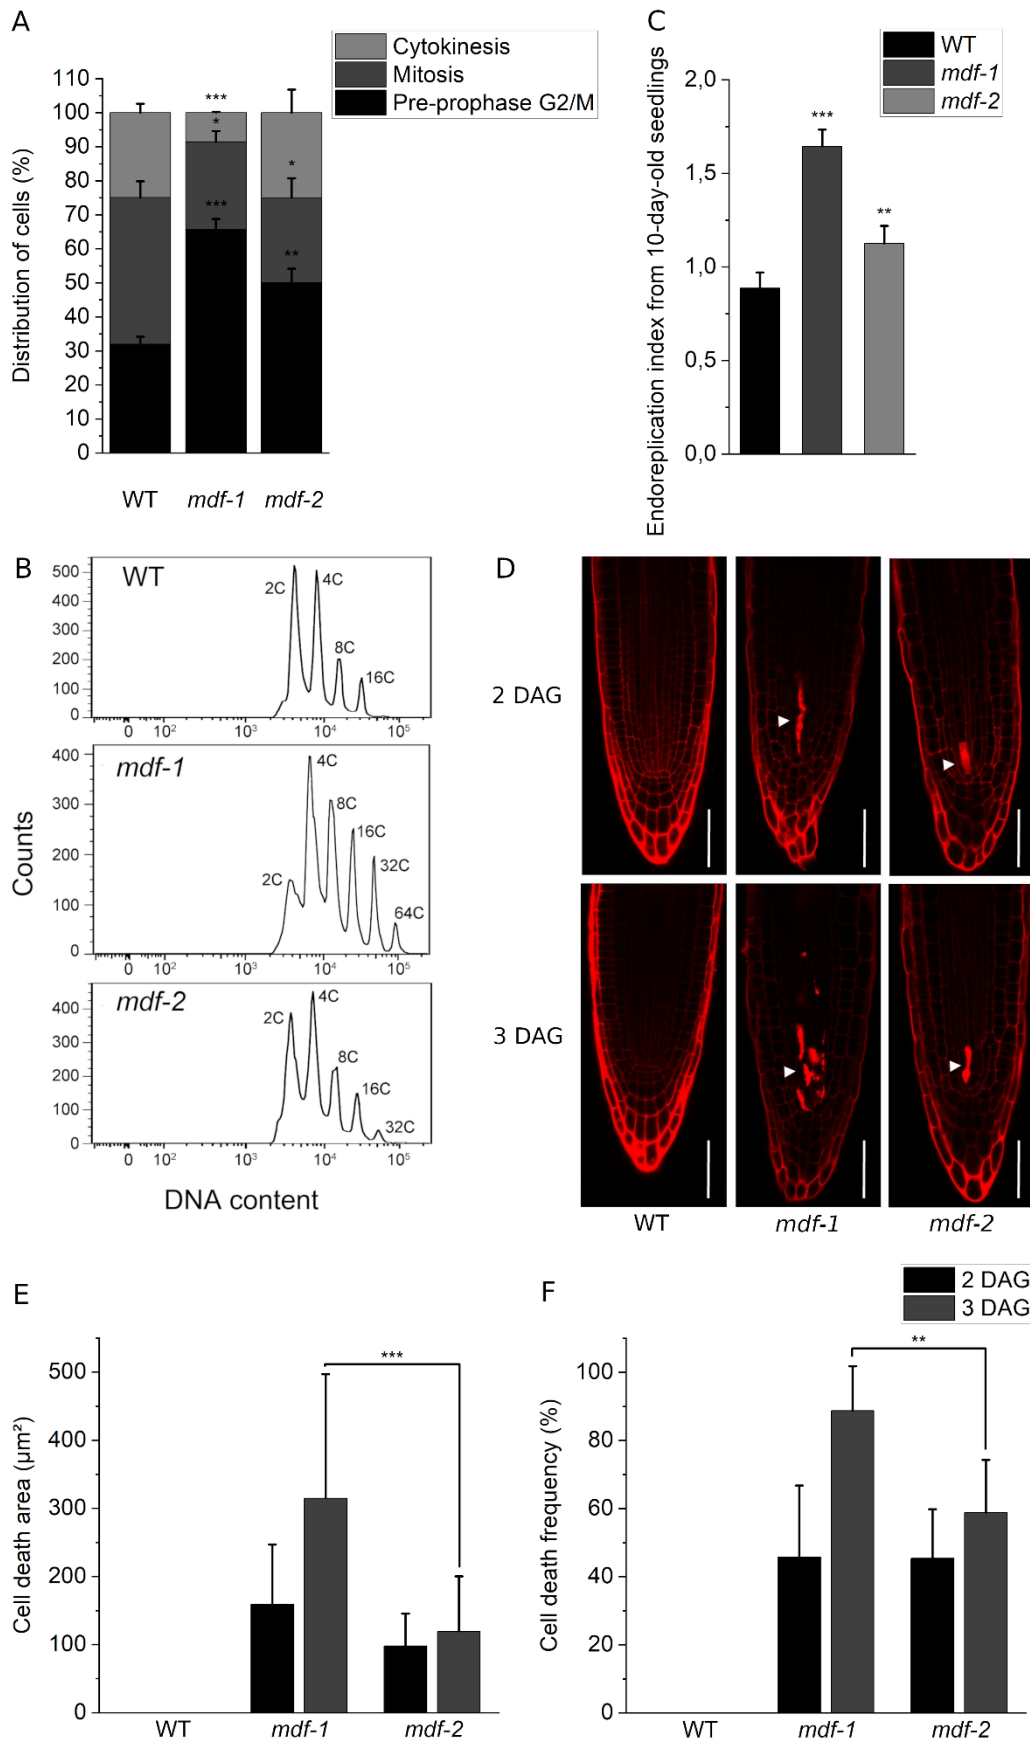 A
Cytokinesis
Mitosis
Pre-prophase G2/M
Distribution of cells (%)
110
100
90
80
70
60
50
40
30
20
10
0
***
*
***
*
**
WT
mdf-1
mdf-2
C
WT
mdf-1
mdf-2
Endoreplication index from 10-day-old seedlings
2,0
1,5
1,0
0,5
0,0
***
**
B
WT
500
400
300
200
100
0
2C
4C
8C
16C
0 10² 10³ 10⁴ 10⁵
mdf-1
400
300
200
100
0
2C
4C
8C
16C
32C
64C
0 10² 10³ 10⁴ 10⁵
mdf-2
400
300
200
100
0
2C
4C
8C
16C
32C
0 10² 10³ 10⁴ 10⁵
Counts
DNA content
D
2 DAG
3 DAG
WT
mdf-1
mdf-2
E
Cell death area (µm²)
500
400
300
200
100
0
***
WT
mdf-1
mdf-2
F
2 DAG
3 DAG
Cell death frequency (%)
100
80
60
40
20
0
**
WT
mdf-1
mdf-2